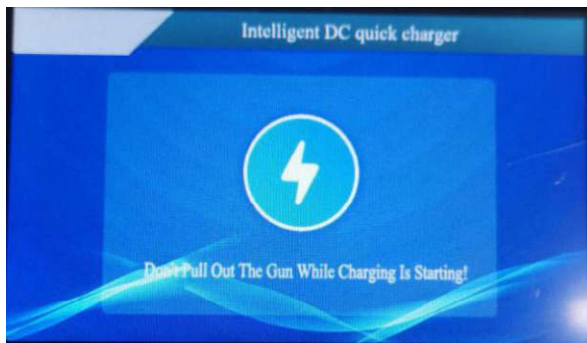 Intelligent DC quick charger
Don't Pull Out The Gun While Charging Is Starting!